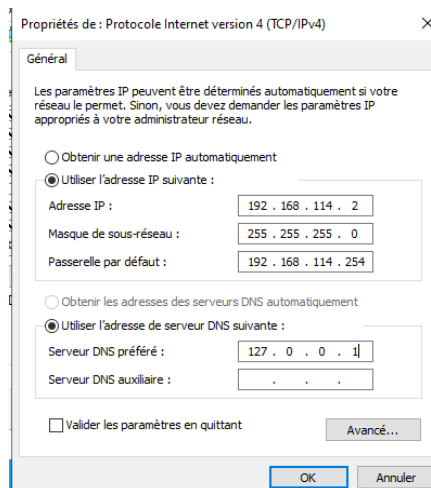 Propriétés de : Protocole Internet version 4 (TCP/IPv4)
Général
Les paramètres IP peuvent être déterminés automatiquement si votre
réseau le permet. Sinon, vous devez demander les paramètres IP
appropriés à votre administrateur réseau.
Obtenir une adresse IP automatiquement
Utiliser l'adresse IP suivante :
Adresse IP : 192 . 168 . 114 . 2
Masque de sous-réseau : 255 . 255 . 255 . 0
Passerelle par défaut : 192 . 168 . 114 . 254
Obtenir les adresses des serveurs DNS automatiquement
Utiliser l'adresse de serveur DNS suivante :
Serveur DNS préféré : 127 . 0 . 0 . 1
Serveur DNS auxiliaire : . . .
Valider les paramètres en quittant
Avancé...
OK Annuler